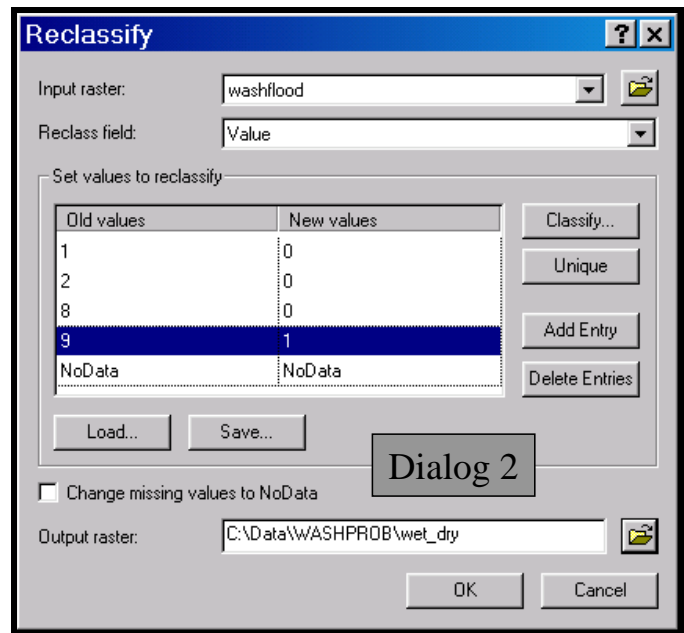 Reclassify
Input raster: washflood
Reclass field: Value
Set values to reclassify
Old values New values
1 0
2 0
8 0
9 1
NoData NoData
Classify...
Unique
Add Entry
Delete Entries
Load... Save...
Dialog 2
Change missing values to NoData
Output raster: C:\Data\WASHPROB\wet_dry
OK Cancel